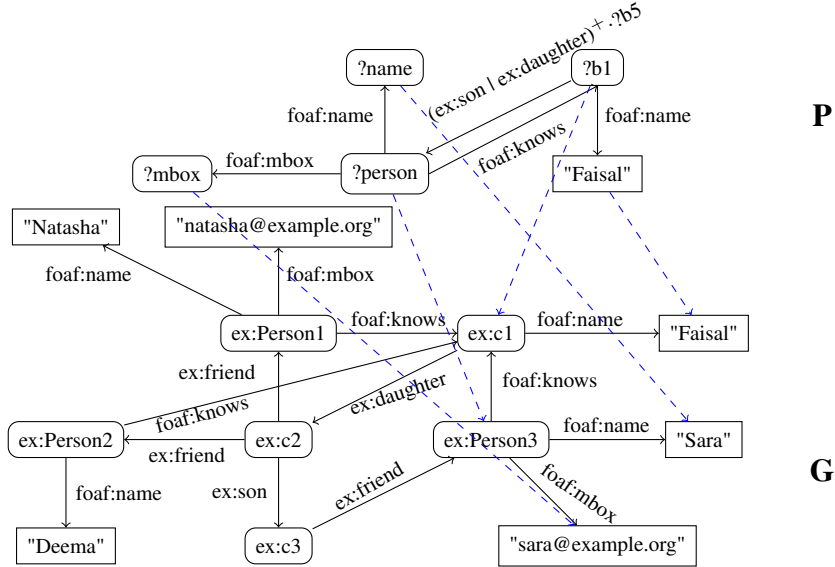 (ex:son | ex:daughter)⁺·?b5
?name
?b1
foaf:name
foaf:name
P
foaf:knows
foaf:mbox
?mbox
?person
"Faisal"
"Natasha"
"natasha@example.org"
foaf:name
foaf:mbox
ex:Person1
foaf:knows
ex:c1
foaf:name
"Faisal"
ex:friend
foaf:knows
ex:daughter
foaf:knows
ex:Person2
ex:friend
ex:c2
ex:Person3
foaf:name
"Sara"
foaf:name
ex:son
ex:friend
foaf:mbox
G
"Deema"
ex:c3
"sara@example.org"